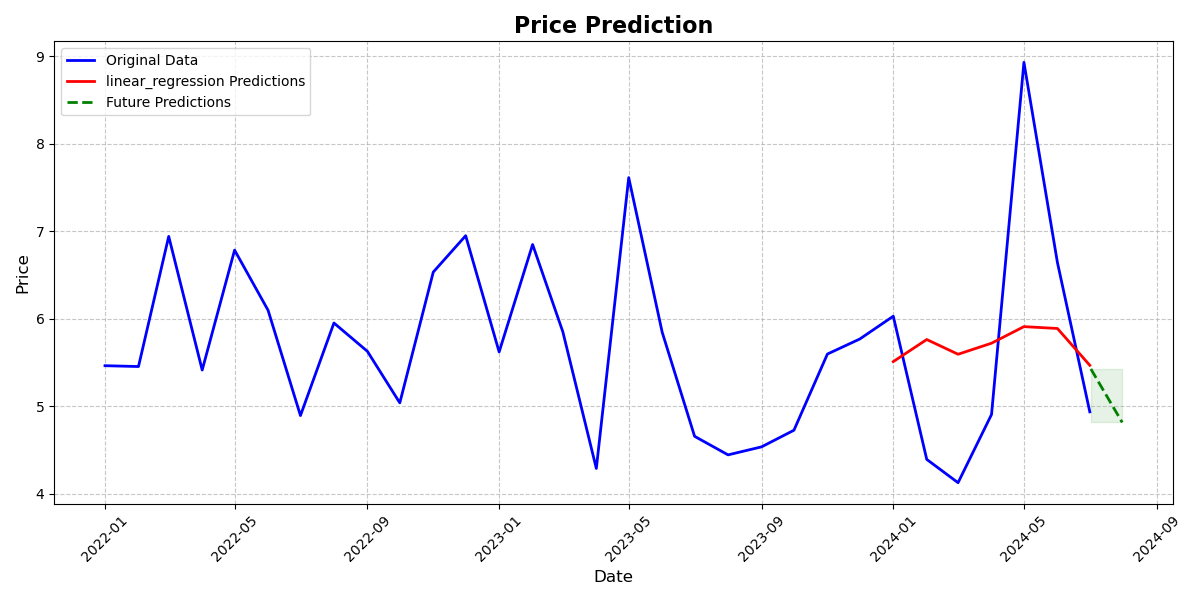 Price Prediction
Original Data
linear_regression Predictions
Future Predictions
Price
9
8
7
6
5
4
2022-01
2022-05
2022-09
2023-01
2023-05
2023-09
2024-01
2024-05
2024-09
Date